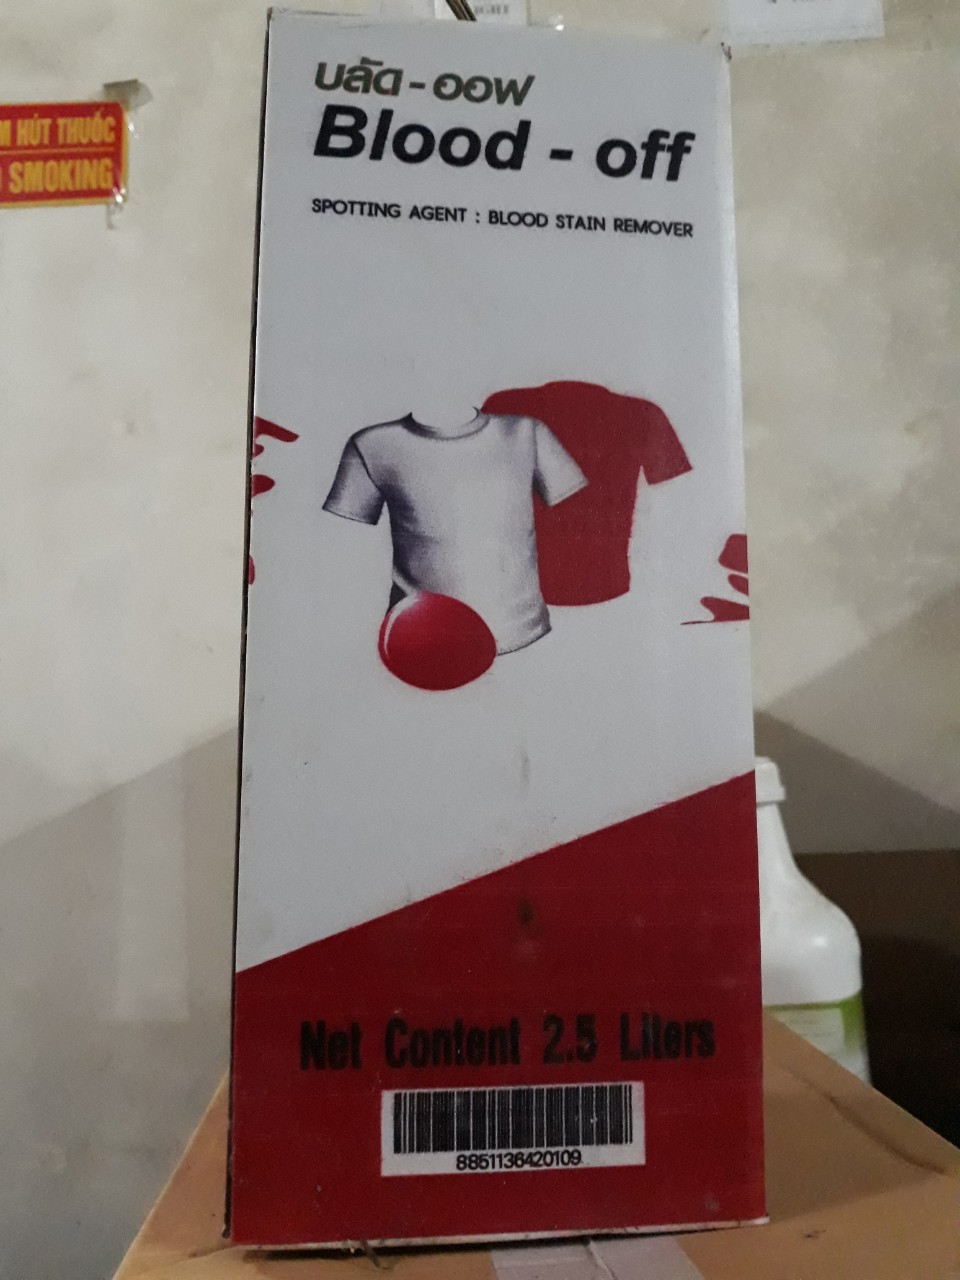 บลัด - ออฟ
Blood - off
SPOTTING AGENT : BLOOD STAIN REMOVER
HÚT THUỐC
SMOKING
Net Content 2.5 Liters
8851136420109